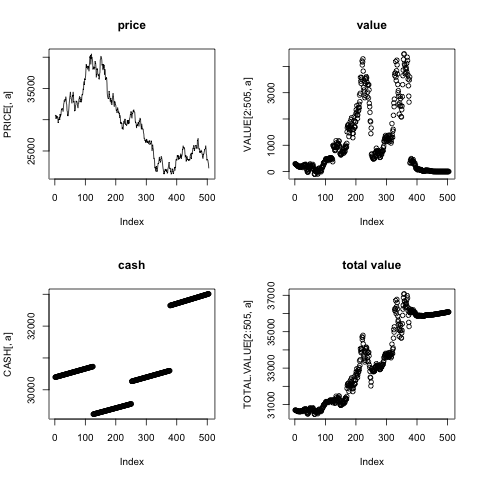 price
PRICE[, a]
25000
35000
0 100 200 300 400 500
Index
value
VALUE[2:505, a]
0
1000
3000
0 100 200 300 400 500
Index
cash
CASH[, a]
30000
32000
0 100 200 300 400 500
Index
total value
TOTAL.VALUE[2:505, a]
31000
33000
35000
37000
0 100 200 300 400 500
Index